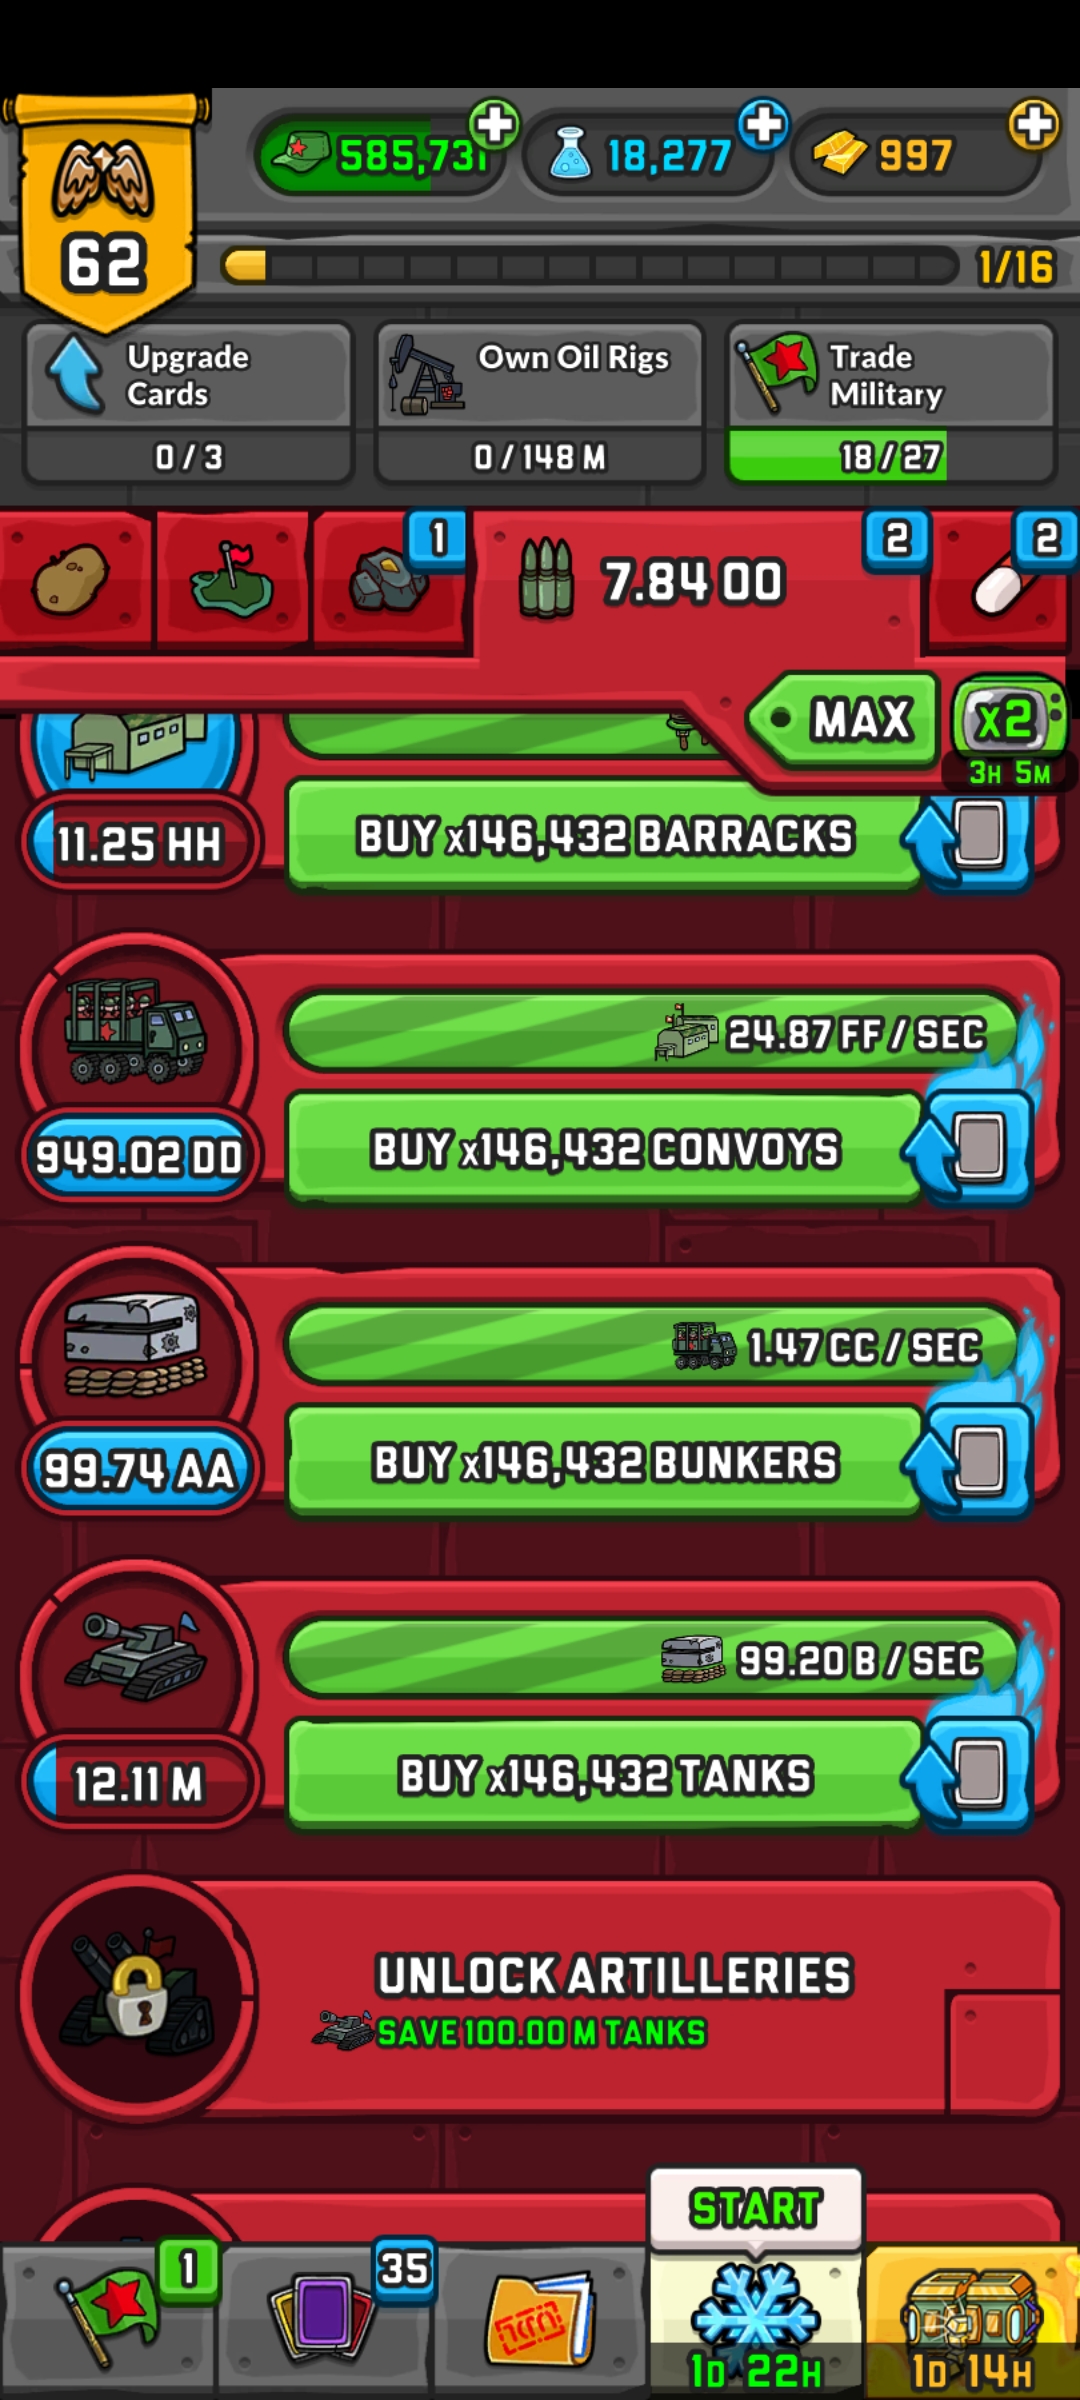 585,731
18,277
997
62
1/16
Upgrade
Cards
0 / 3
Own Oil Rigs
0 / 148 M
Trade
Military
18 / 27
1
7.84 OO
2
2
MAX
x2
3H 5M
11.25 HH
BUY x146,432 BARRACKS
24.87 FF / SEC
949.02 DD
BUY x146,432 CONVOYS
1.47 CC / SEC
99.74 AA
BUY x146,432 BUNKERS
99.20 B / SEC
12.11 M
BUY x146,432 TANKS
UNLOCK ARTILLERIES
SAVE 100.00 M TANKS
START
1
35
1D 22H
1D 14H